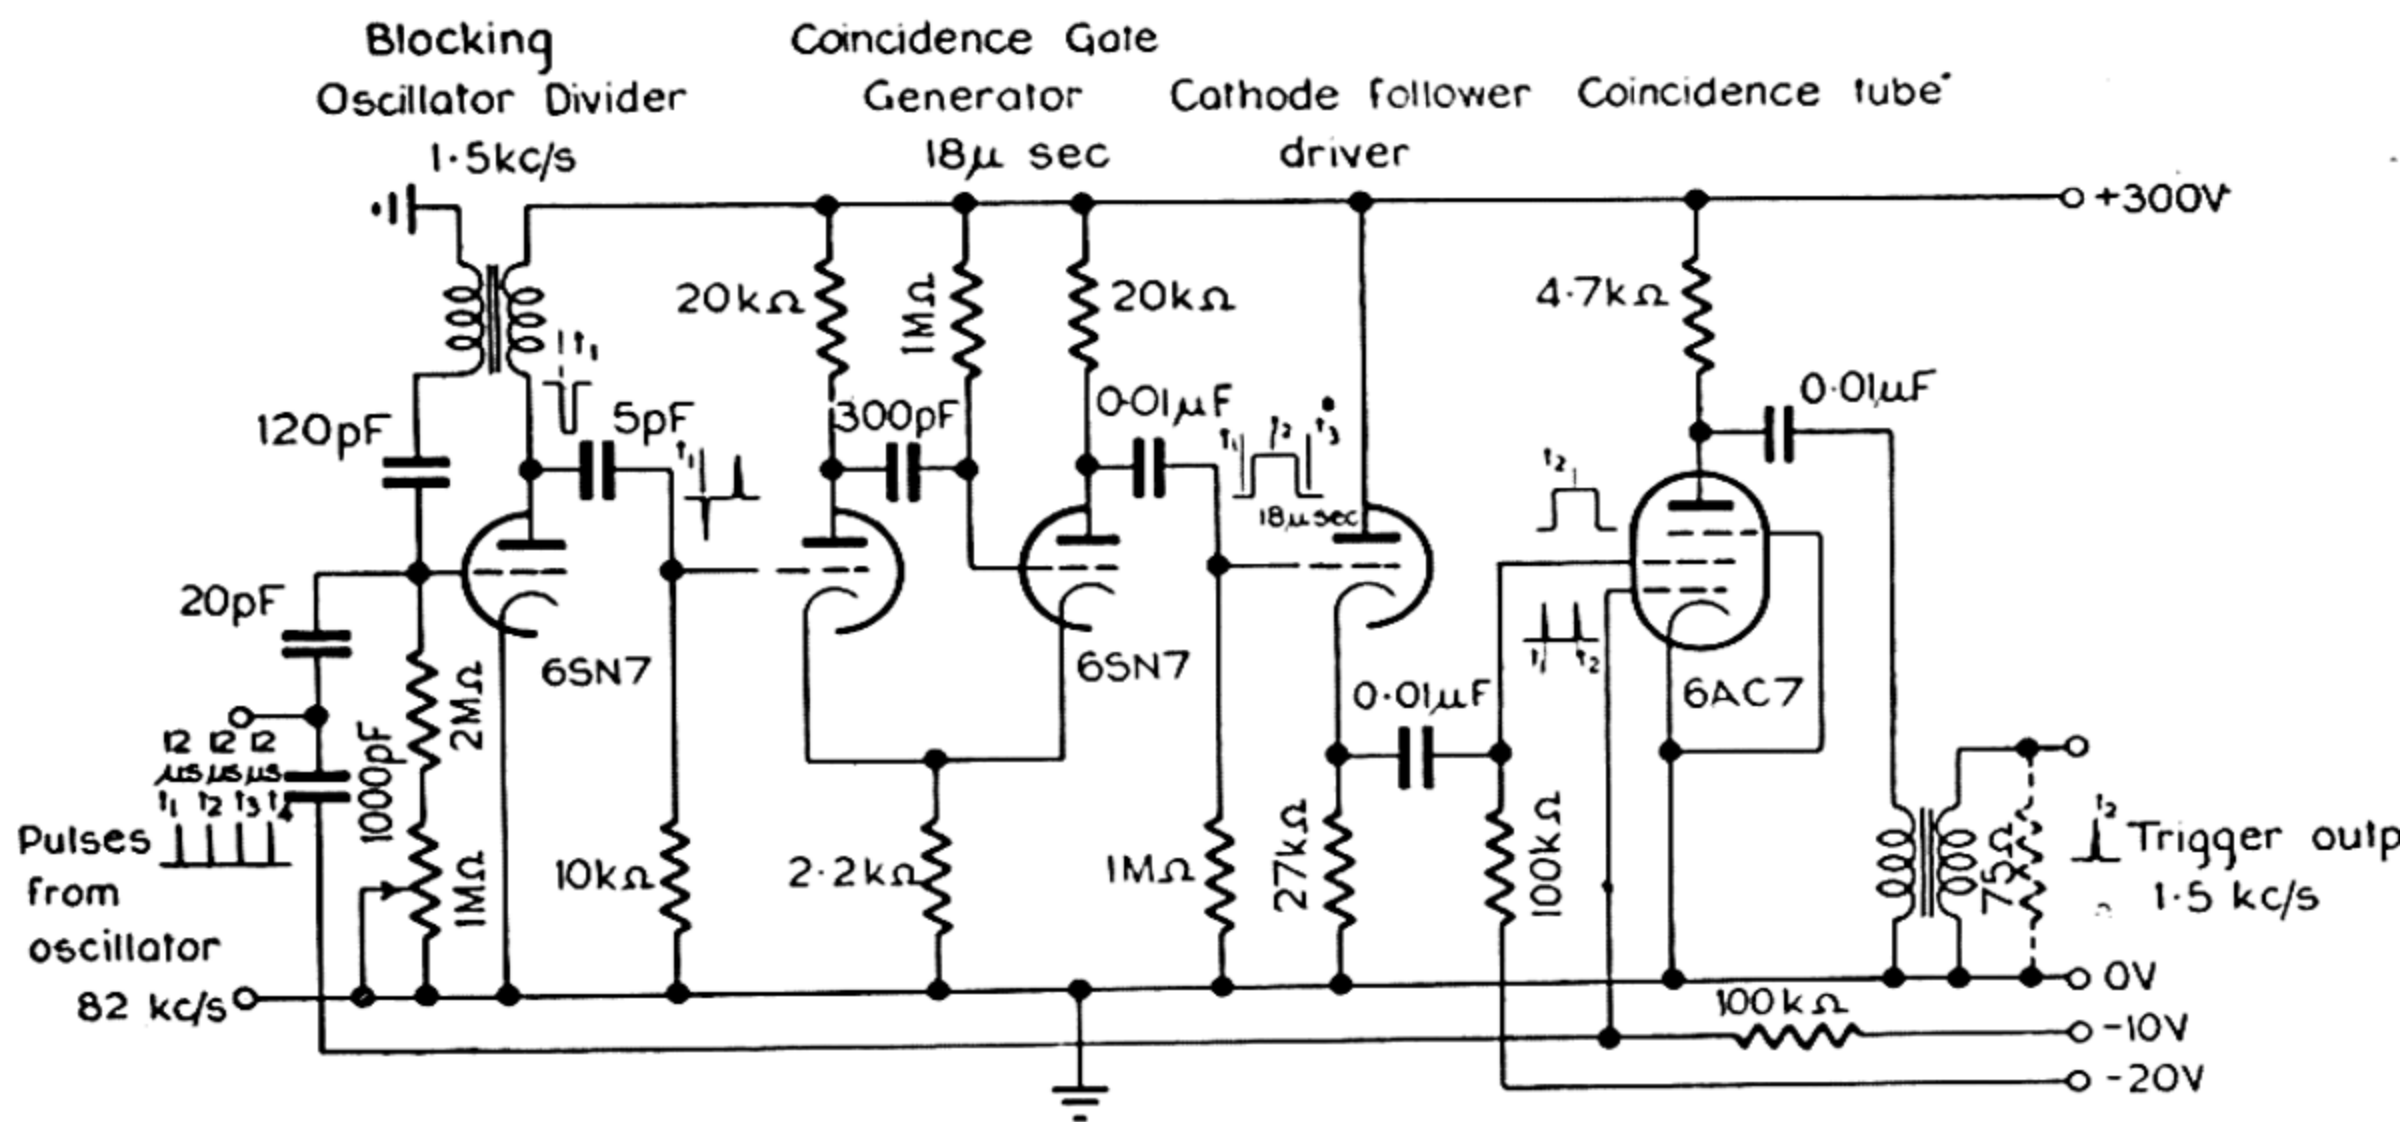 Blocking
Oscillator Divider
1.5kc/s
Coincidence Gate
Generator
18μ sec
Cathode follower
driver
Coincidence tube
+300V
20kΩ
1MΩ
20kΩ
4.7kΩ
t₁
120pF
5pF
t₁
300pF
0.01μF
t₁ t₂ t₃
18μsec
0.01μF
t₂
20pF
6SN7
6SN7
t₁ t₂
6AC7
2MΩ
0.01μF
12 12 12
μs μs μs
t₁ t₂ t₃ t₄
1000pF
Pulses
from
oscillator
82 kc/s
1MΩ
10kΩ
2.2kΩ
1MΩ
27kΩ
100kΩ
75Ω
t₂
Trigger outp
1.5 kc/s
0V
100kΩ
-10V
-20V